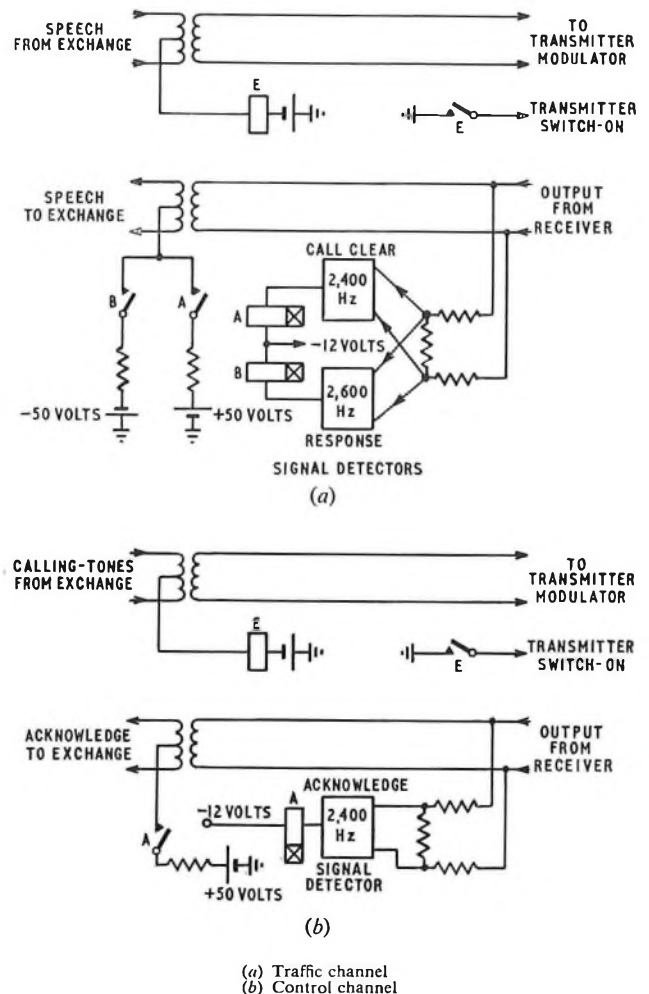 SPEECH
FROM EXCHANGE
TO
TRANSMITTER
MODULATOR
E
E
TRANSMITTER
SWITCH-ON
SPEECH
TO EXCHANGE
OUTPUT
FROM
RECEIVER
CALL CLEAR
2,400
Hz
B
A
A
-12 VOLTS
B
2,600
Hz
-50 VOLTS
+50 VOLTS
RESPONSE
SIGNAL DETECTORS
(a)
CALLING-TONES
FROM EXCHANGE
TO
TRANSMITTER
MODULATOR
E
E
TRANSMITTER
SWITCH-ON
ACKNOWLEDGE
TO EXCHANGE
OUTPUT
FROM
RECEIVER
ACKNOWLEDGE
-12 VOLTS
A
2,400
Hz
A
SIGNAL
DETECTOR
+50 VOLTS
(b)
(a) Traffic channel
(b) Control channel